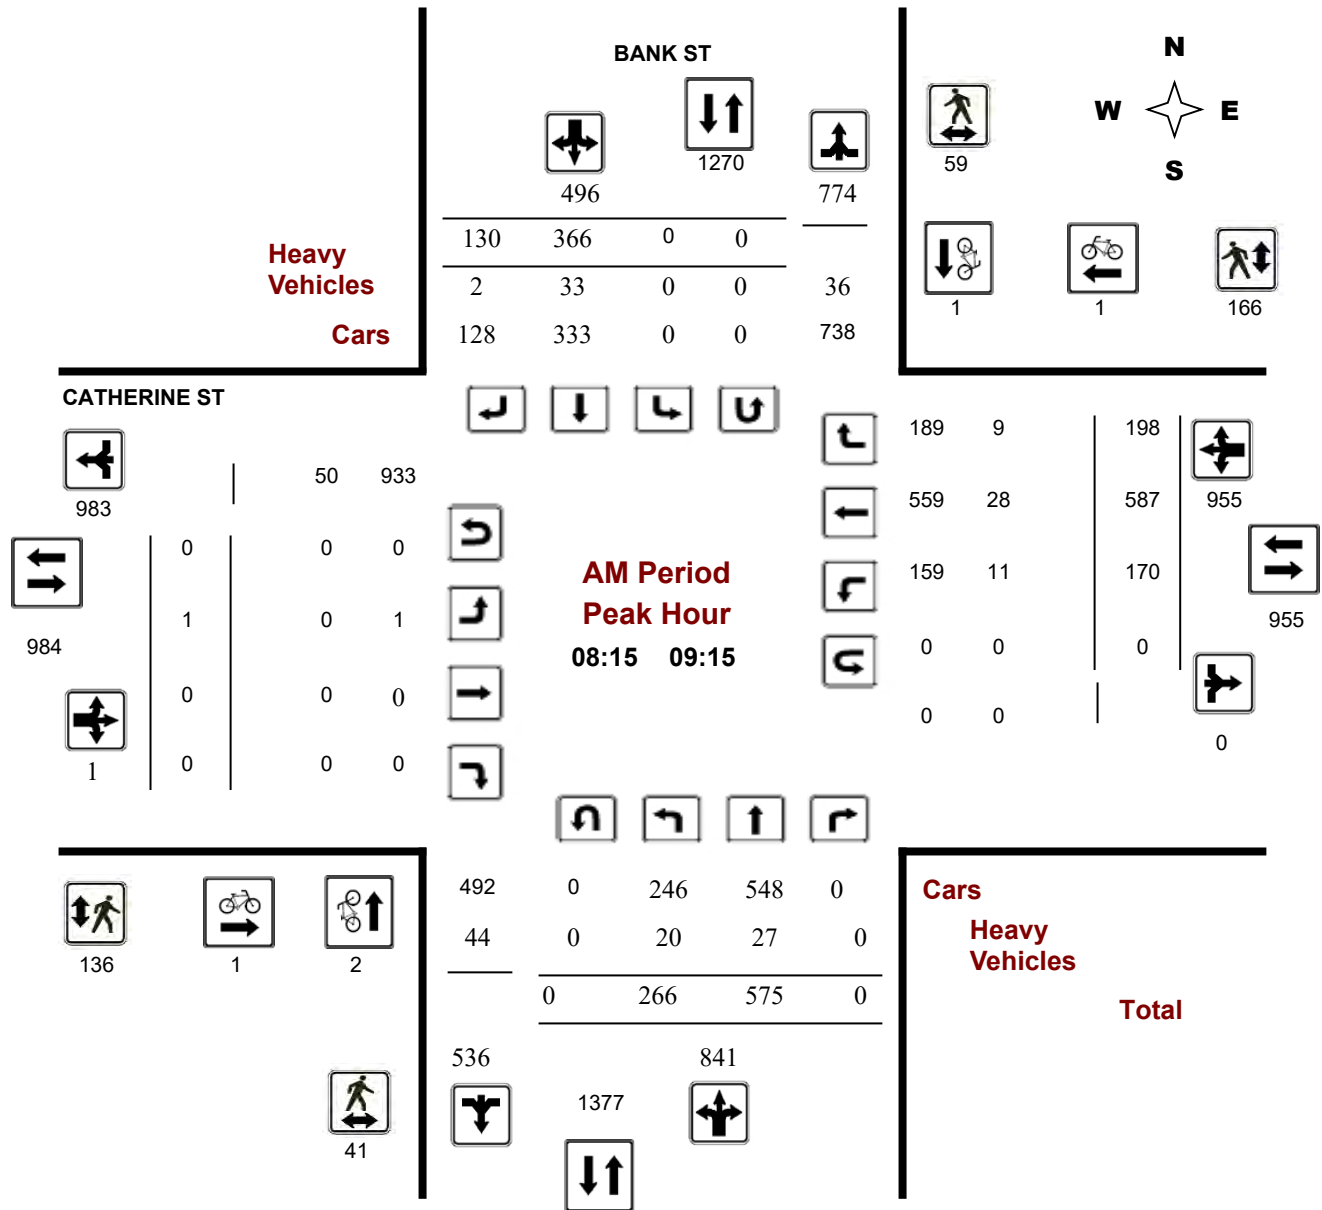 BANK ST
N
W E
S
1270
59
496 774
130 366 0 0
Heavy
Vehicles
2 33 0 0 36
1 1 166
Cars
128 333 0 0 738
CATHERINE ST
189 9 198
983
50 933
559 28 587 955
0 0 0
AM Period
159 11 170
Peak Hour
1 0 1
955
984
08:15 09:15
0 0 0
0 0 0
0 0
0
1
0 0 0
492 0 246 548 0
Cars
44 0 20 27 0
Heavy
Vehicles
136 1 2
0 266 575 0
Total
536 841
1377
41